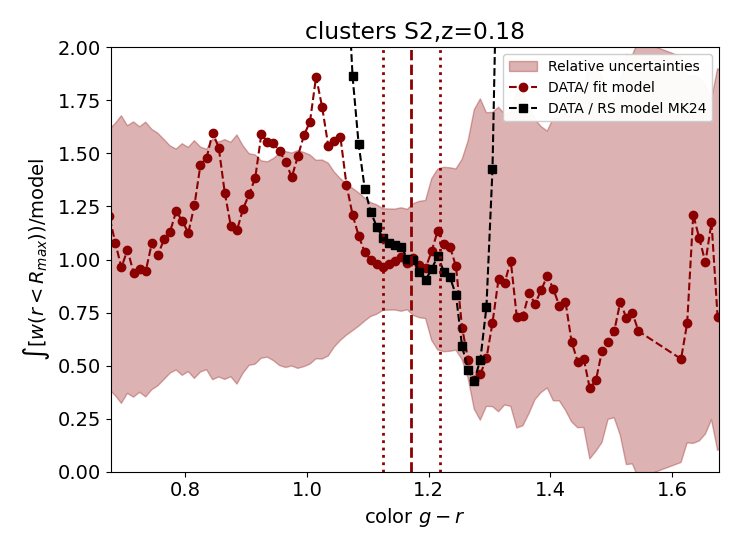 clusters S2,z=0.18
2.00
1.75
1.50
1.25
1.00
0.75
0.50
0.25
0.00
∫[w(r < R_{max}))/model
Relative uncertainties
DATA/ fit model
DATA / RS model MK24
0.8 1.0 1.2 1.4 1.6
color g − r